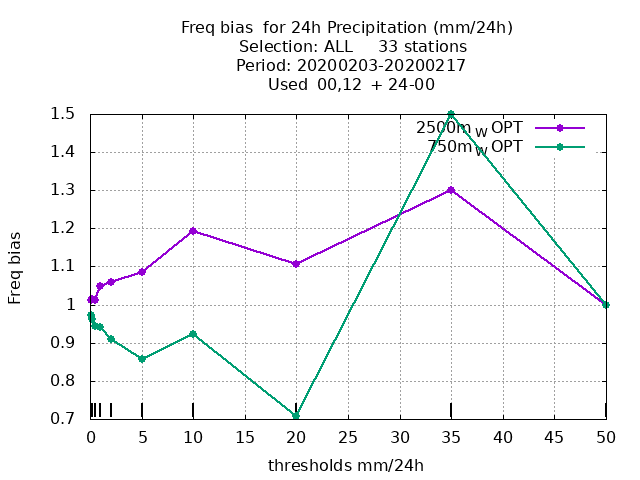 Freq bias  for 24h Precipitation (mm/24h)
Selection: ALL     33 stations
Period: 20200203-20200217
Used  00,12  + 24-00
1.5
1.4
1.3
1.2
1.1
1
0.9
0.8
0.7
Freq bias
2500m_W OPT
750m_W OPT
0 5 10 15 20 25 30 35 40 45 50
thresholds mm/24h